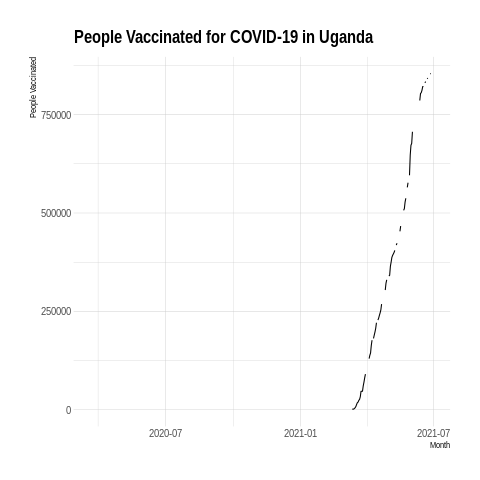 People Vaccinated for COVID-19 in Uganda
People Vaccinated
750000
500000
250000
0
2020-07
2021-01
2021-07
Month